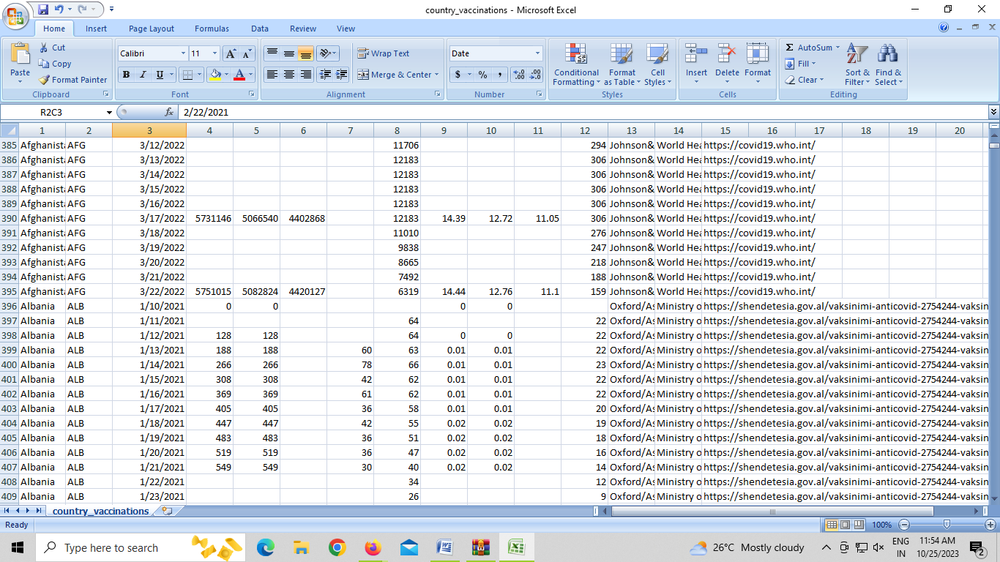 country_vaccinations - Microsoft Excel
Home Insert Page Layout Formulas Data Review View
Paste
Cut
Copy
Format Painter
Clipboard
Calibri 11 A A
B I U A
Font
Wrap Text
Merge & Center
Alignment
Date
$ % ,
Number
Conditional Formatting
Format as Table
Cell Styles
Styles
Insert Delete Format
Cells
Σ AutoSum
Fill
Clear
Sort & Filter
Find & Select
Editing
R2C3 fx 2/22/2021
1 2 3 4 5 6 7 8 9 10 11 12 13 14 15 16 17 18 19 20
385 Afghanista AFG 3/12/2022 11706 294 Johnson& World Hea https://covid19.who.int/
386 Afghanista AFG 3/13/2022 12183 306 Johnson& World Hea https://covid19.who.int/
387 Afghanista AFG 3/14/2022 12183 306 Johnson& World Hea https://covid19.who.int/
388 Afghanista AFG 3/15/2022 12183 306 Johnson& World Hea https://covid19.who.int/
389 Afghanista AFG 3/16/2022 12183 306 Johnson& World Hea https://covid19.who.int/
390 Afghanista AFG 3/17/2022 5731146 5066540 4402868 12183 14.39 12.72 11.05 306 Johnson& World Hea https://covid19.who.int/
391 Afghanista AFG 3/18/2022 11010 276 Johnson& World Hea https://covid19.who.int/
392 Afghanista AFG 3/19/2022 9838 247 Johnson& World Hea https://covid19.who.int/
393 Afghanista AFG 3/20/2022 8665 218 Johnson& World Hea https://covid19.who.int/
394 Afghanista AFG 3/21/2022 7492 188 Johnson& World Hea https://covid19.who.int/
395 Afghanista AFG 3/22/2022 5751015 5082824 4420127 6319 14.44 12.76 11.1 159 Johnson& World Hea https://covid19.who.int/
396 Albania ALB 1/10/2021 0 0 0 0 Oxford/As Ministry o https://shendetesia.gov.al/vaksinimi-anticovid-2754244-vaksin
397 Albania ALB 1/11/2021 64 22 Oxford/As Ministry o https://shendetesia.gov.al/vaksinimi-anticovid-2754244-vaksin
398 Albania ALB 1/12/2021 128 128 64 0 0 22 Oxford/As Ministry o https://shendetesia.gov.al/vaksinimi-anticovid-2754244-vaksin
399 Albania ALB 1/13/2021 188 188 60 63 0.01 0.01 22 Oxford/As Ministry o https://shendetesia.gov.al/vaksinimi-anticovid-2754244-vaksin
400 Albania ALB 1/14/2021 266 266 78 66 0.01 0.01 23 Oxford/As Ministry o https://shendetesia.gov.al/vaksinimi-anticovid-2754244-vaksin
401 Albania ALB 1/15/2021 308 308 42 62 0.01 0.01 22 Oxford/As Ministry o https://shendetesia.gov.al/vaksinimi-anticovid-2754244-vaksin
402 Albania ALB 1/16/2021 369 369 61 62 0.01 0.01 22 Oxford/As Ministry o https://shendetesia.gov.al/vaksinimi-anticovid-2754244-vaksin
403 Albania ALB 1/17/2021 405 405 36 58 0.01 0.01 20 Oxford/As Ministry o https://shendetesia.gov.al/vaksinimi-anticovid-2754244-vaksin
404 Albania ALB 1/18/2021 447 447 42 55 0.02 0.02 19 Oxford/As Ministry o https://shendetesia.gov.al/vaksinimi-anticovid-2754244-vaksin
405 Albania ALB 1/19/2021 483 483 36 51 0.02 0.02 18 Oxford/As Ministry o https://shendetesia.gov.al/vaksinimi-anticovid-2754244-vaksin
406 Albania ALB 1/20/2021 519 519 36 47 0.02 0.02 16 Oxford/As Ministry o https://shendetesia.gov.al/vaksinimi-anticovid-2754244-vaksin
407 Albania ALB 1/21/2021 549 549 30 40 0.02 0.02 14 Oxford/As Ministry o https://shendetesia.gov.al/vaksinimi-anticovid-2754244-vaksin
408 Albania ALB 1/22/2021 34 12 Oxford/As Ministry o https://shendetesia.gov.al/vaksinimi-anticovid-2754244-vaksin
409 Albania ALB 1/23/2021 26 9 Oxford/As Ministry o https://shendetesia.gov.al/vaksinimi-anticovid-2754244-vaksin
country_vaccinations
Ready 100%
Type here to search 26°C Mostly cloudy ENG IN 11:54 AM 10/25/2023 2